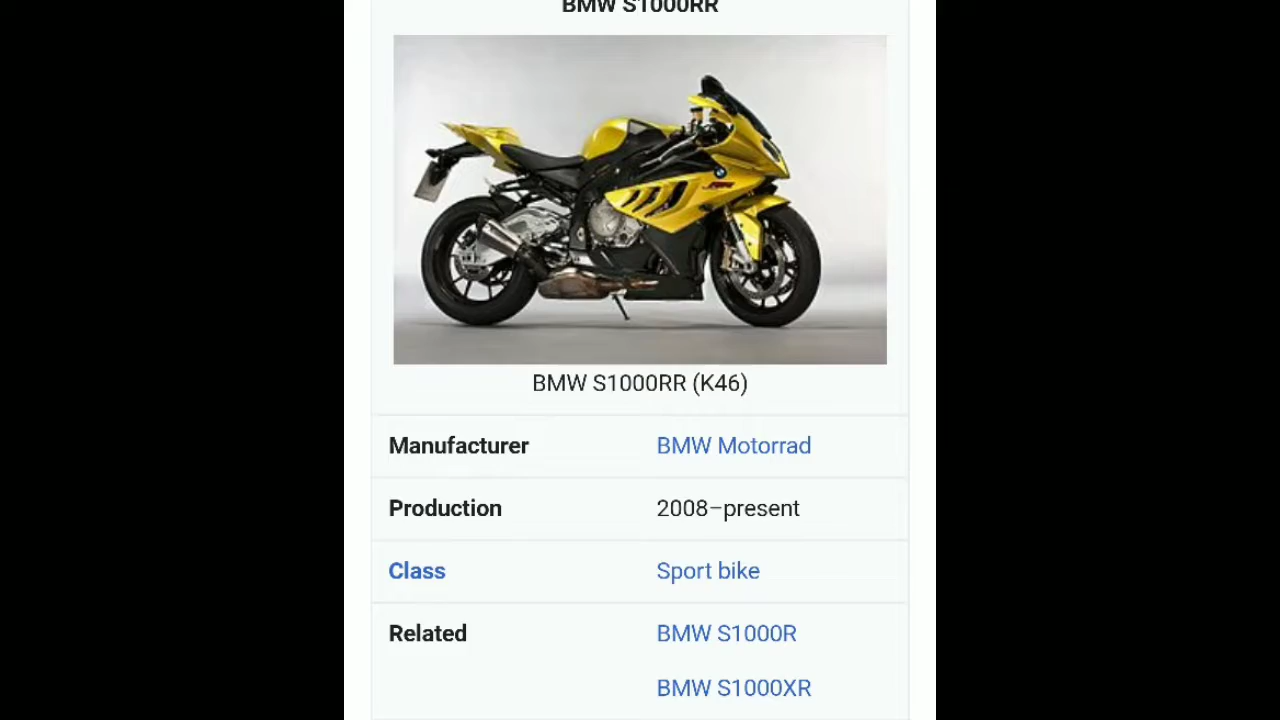 BMW S1000RR
RR
BMW S1000RR (K46)
Manufacturer BMW Motorrad
Production 2008–present
Class Sport bike
Related BMW S1000R
BMW S1000XR